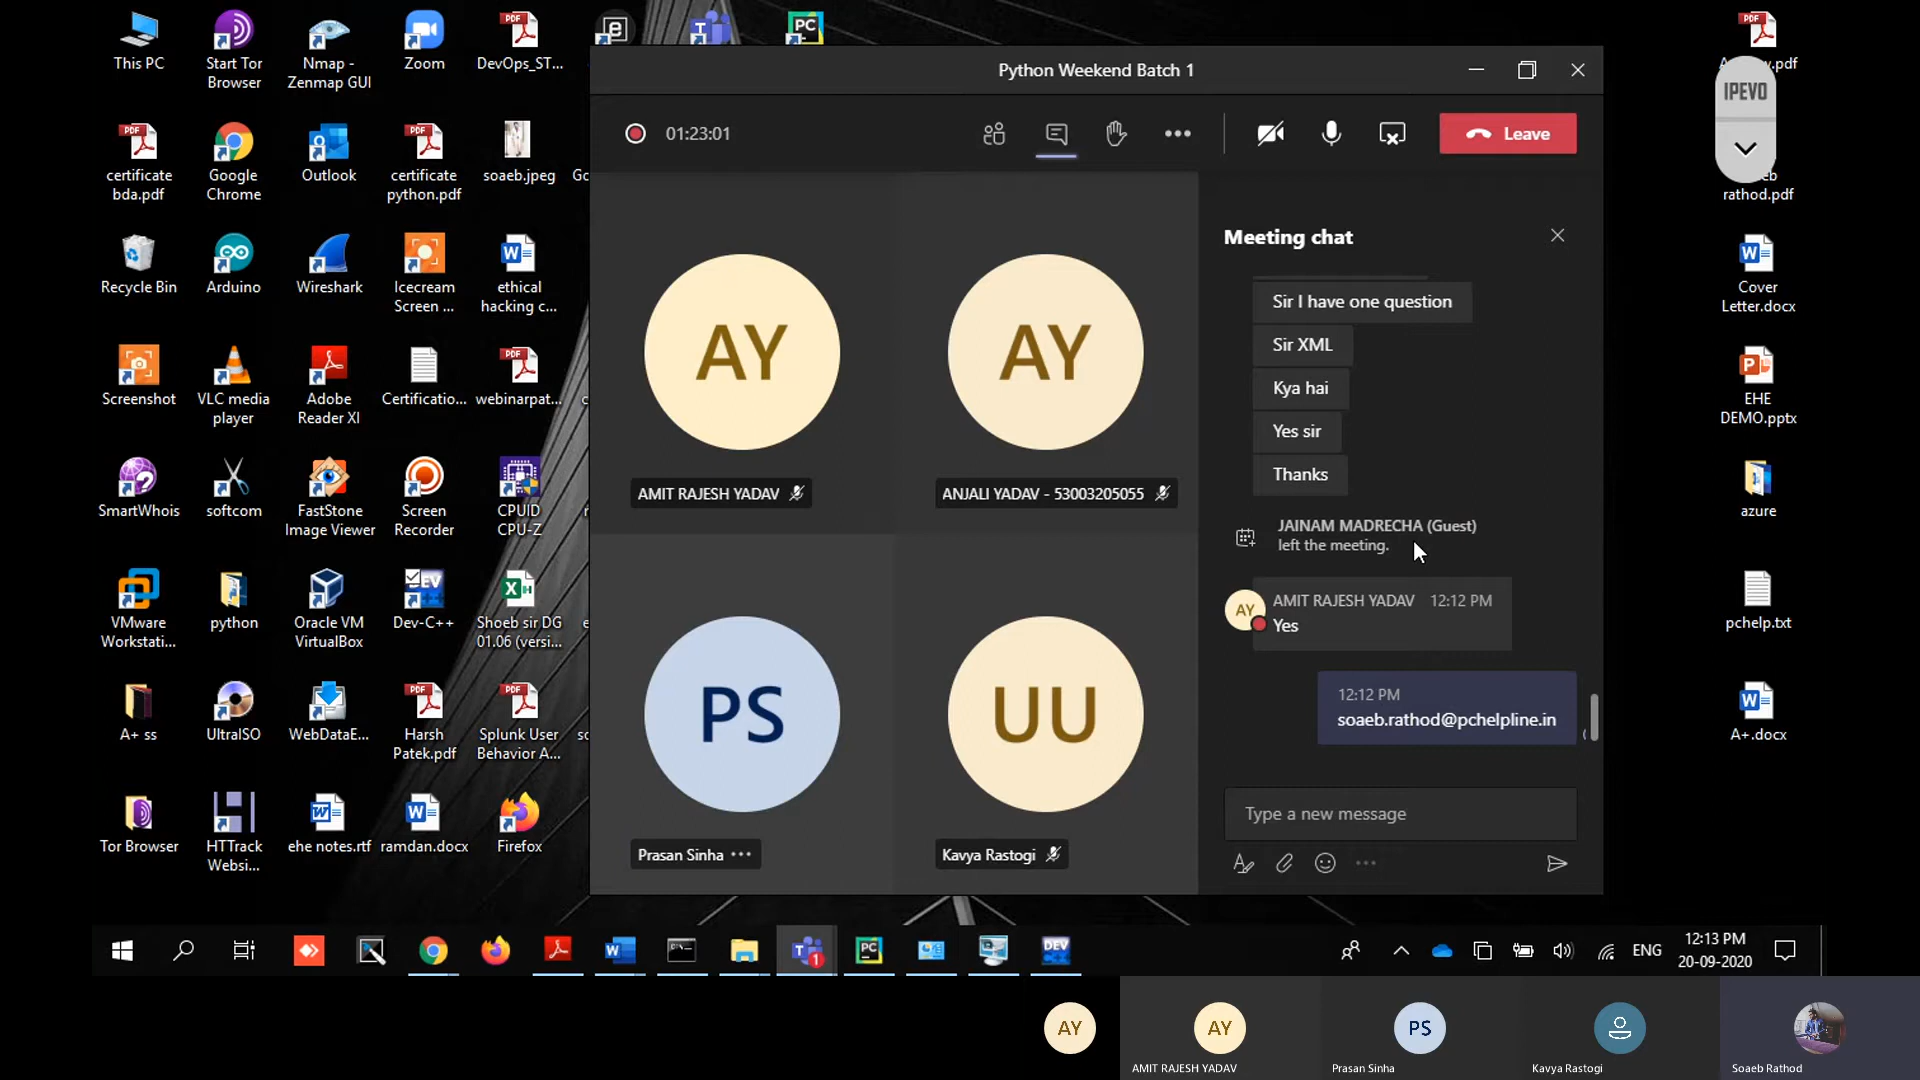 This PC
Start Tor
Browser
Nmap -
Zenmap GUI
Zoom
DevOps_ST...
certificate
bda.pdf
Google
Chrome
Outlook
certificate
python.pdf
soaeb.jpeg
Recycle Bin
Arduino
Wireshark
Icecream
Screen ...
ethical
hacking c...
Screenshot
VLC media
player
Adobe
Reader XI
Certificatio...
webinarpat...
SmartWhois
softcom
FastStone
Image Viewer
Screen
Recorder
CPUID
CPU-Z
VMware
Workstati...
python
Oracle VM
VirtualBox
Dev-C++
Shoeb sir DG
01.06 (versi...
A+ ss
UltraISO
WebDataE...
Harsh
Patek.pdf
Splunk User
Behavior A...
Tor Browser
HTTrack
Websi...
ehe notes.rtf
ramdan.docx
Firefox
Python Weekend Batch 1
01:23:01
Leave
AY
AMIT RAJESH YADAV
AY
ANJALI YADAV - 53003205055
PS
Prasan Sinha
UU
Kavya Rastogi
Meeting chat
Sir I have one question
Sir XML
Kya hai
Yes sir
Thanks
JAINAM MADRECHA (Guest)
left the meeting.
AY
AMIT RAJESH YADAV 12:12 PM
Yes
12:12 PM
soaeb.rathod@pchelpline.in
Type a new message
IPEVO
rathod.pdf
Cover
Letter.docx
EHE
DEMO.pptx
azure
pchelp.txt
A+.docx
ENG
12:13 PM
20-09-2020
AY
AY
AMIT RAJESH YADAV
PS
Prasan Sinha
Kavya Rastogi
Soaeb Rathod